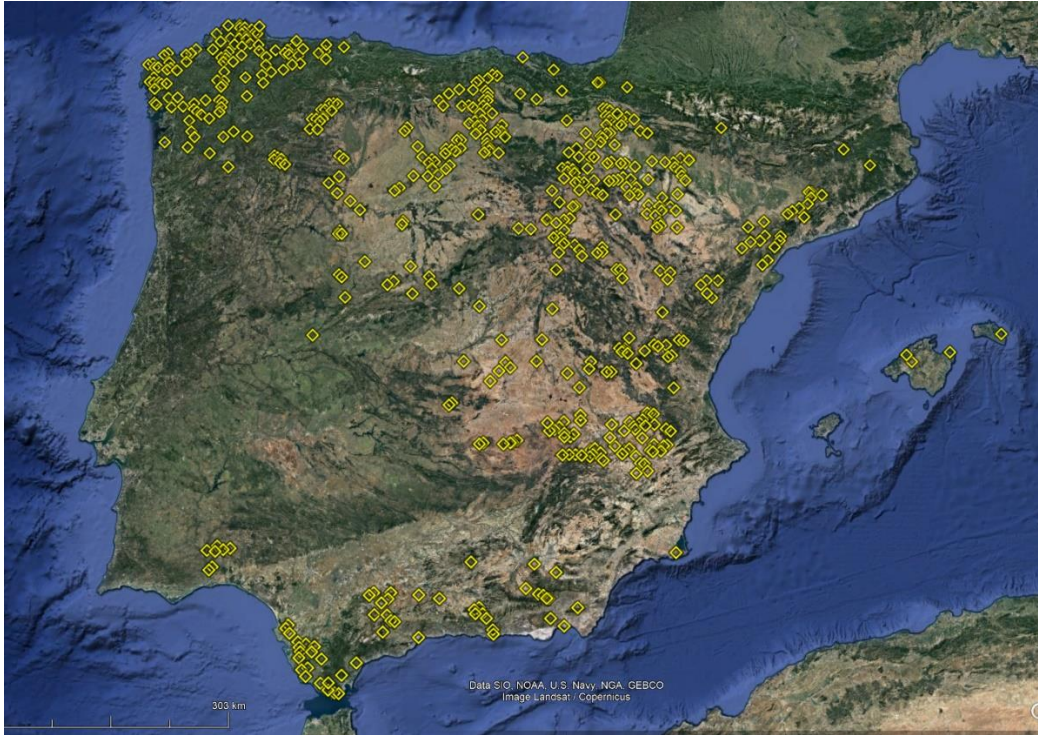 Data SIO, NOAA, U.S. Navy, NGA, GEBCO
Image Landsat / Copernicus
303 km